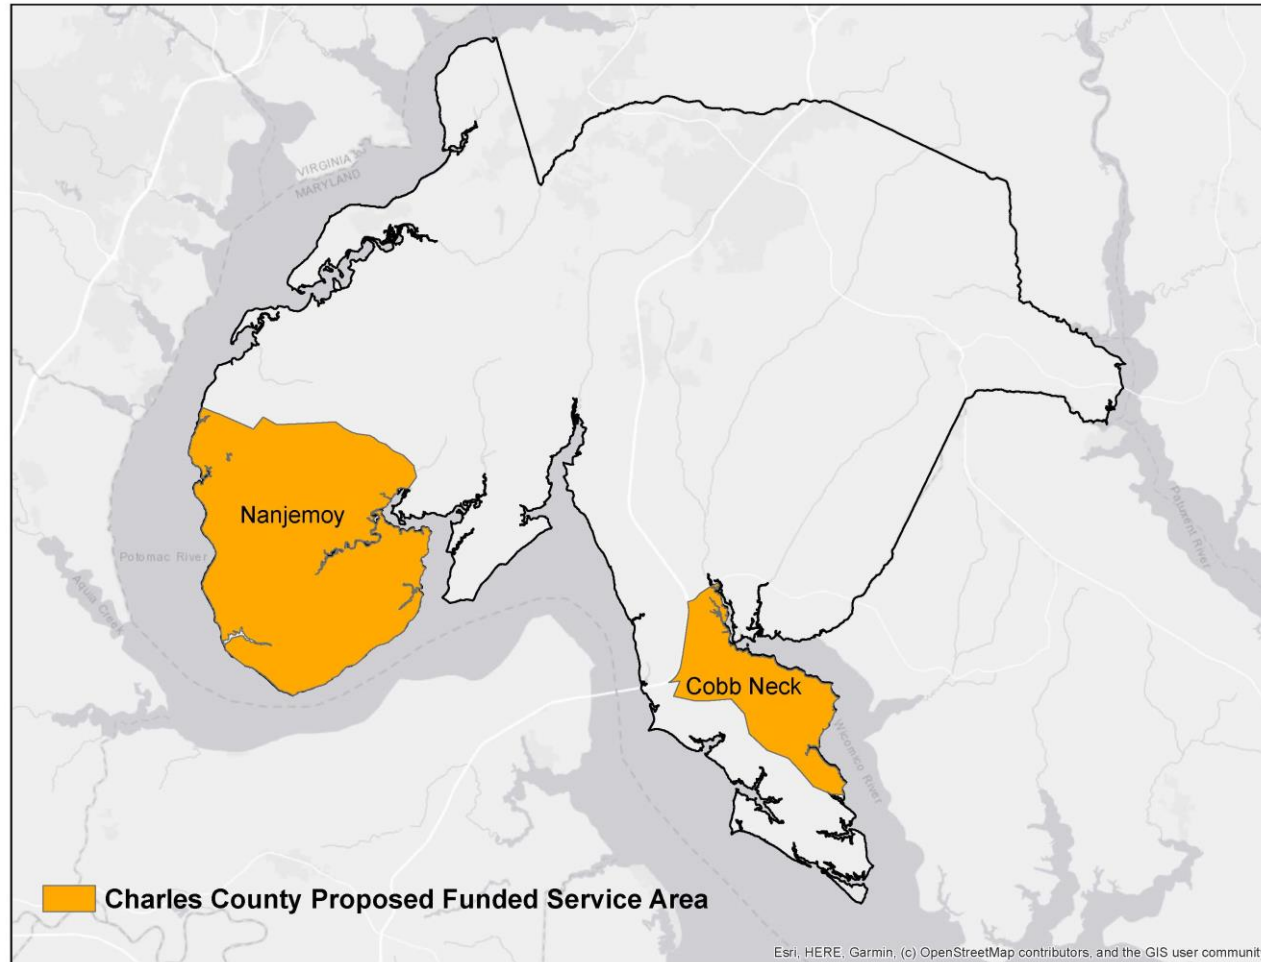 VIRGINIA
MARYLAND
Nanjemoy
Potomac River
Aquia Creek
Patuxent River
Cobb Neck
Wicomico River
Charles County Proposed Funded Service Area
Esri, HERE, Garmin, (c) OpenStreetMap contributors, and the GIS user communit